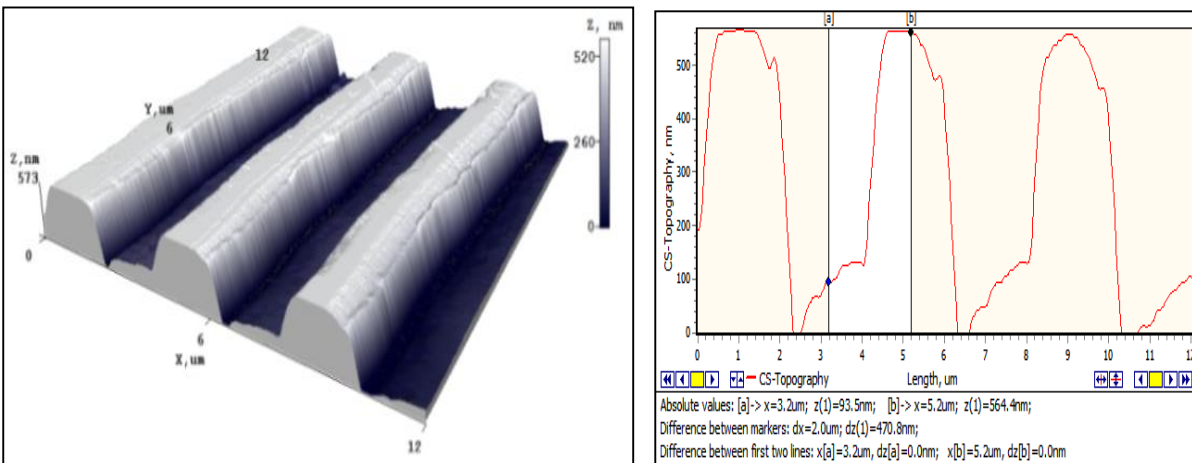 Z, nm
520
260
0
12
Y,um
6
Z,nm
573
0
6
X,um
12
[a] [b]
CS-Topography, nm
500
400
300
200
100
0
0 1 2 3 4 5 6 7 8 9 10 11 12
CS-Topography Length, um
Absolute values: [a]-> x=3.2um; z(1)=93.5nm; [b]-> x=5.2um; z(1)=564.4nm;
Difference between markers: dx=2.0um; dz(1)=470.8nm;
Difference between first two lines: x[a]=3.2um, dz[a]=0.0nm; x[b]=5.2um, dz[b]=0.0nm